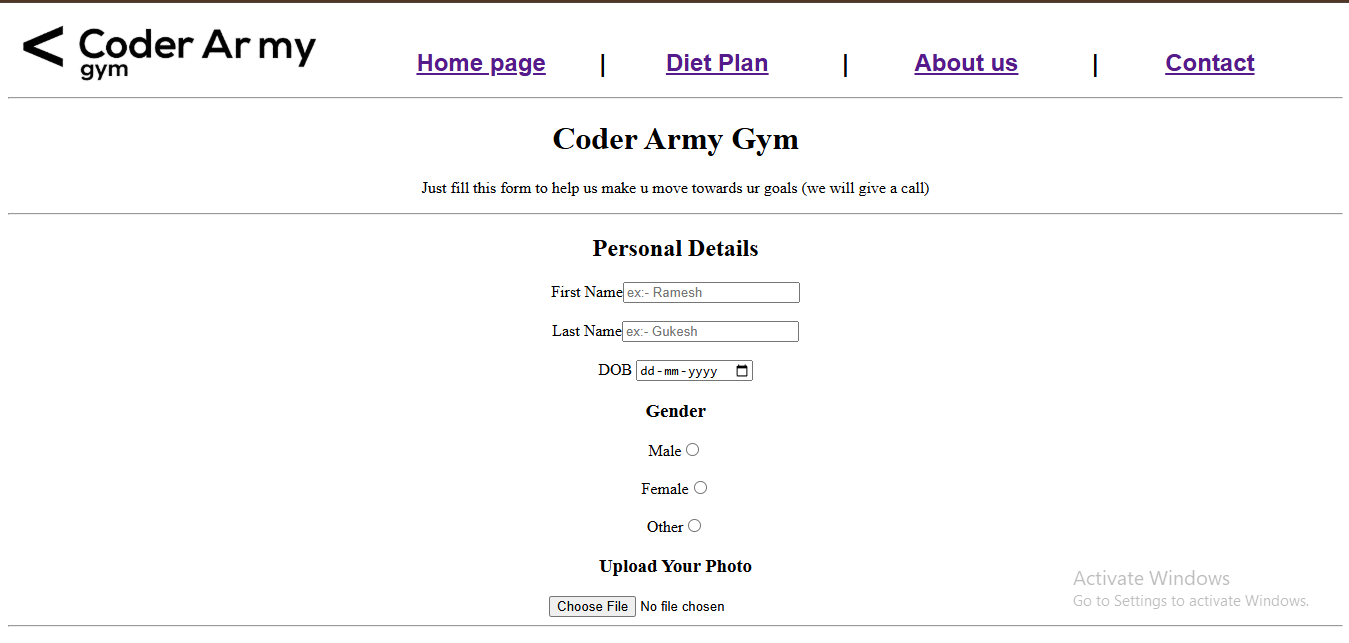 < Coder Army
gym
Home page | Diet Plan | About us | Contact
Coder Army Gym
Just fill this form to help us make u move towards ur goals (we will give a call)
Personal Details
First Name ex:- Ramesh
Last Name ex:- Gukesh
DOB dd-mm-yyyy
Gender
Male
Female
Other
Upload Your Photo
Activate Windows
Go to Settings to activate Windows.
Choose File No file chosen